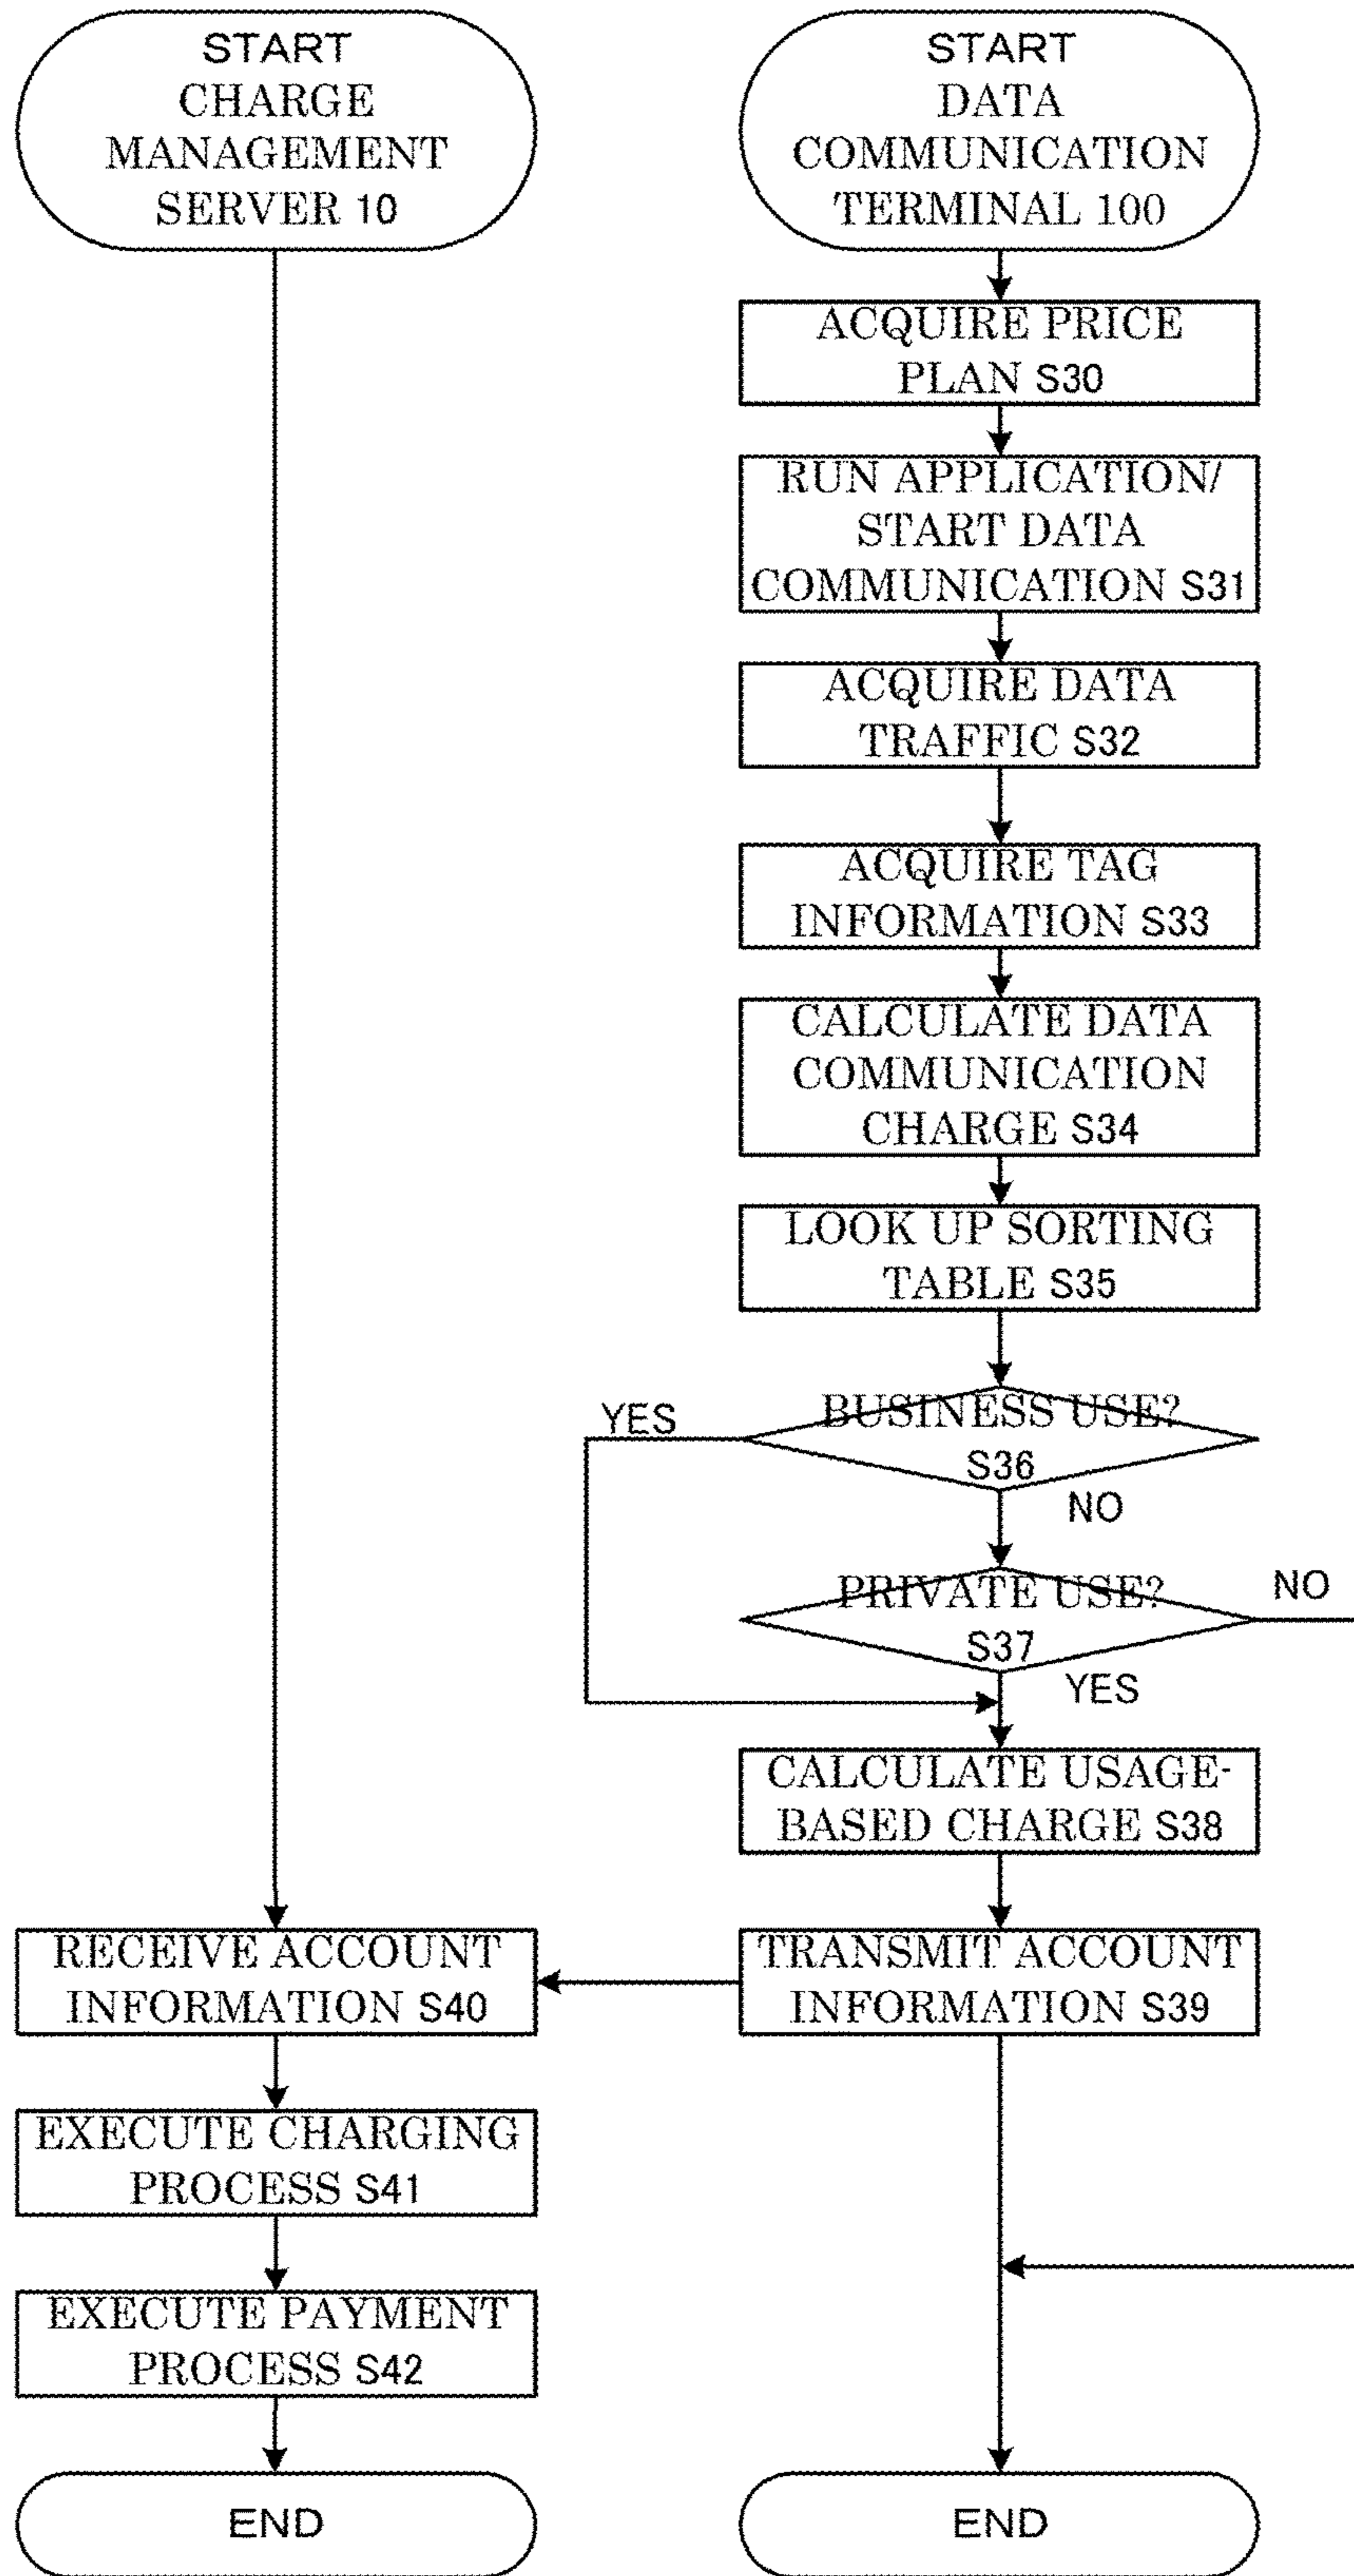 START
CHARGE
MANAGEMENT
SERVER 10
START
DATA
COMMUNICATION
TERMINAL 100
ACQUIRE PRICE
PLAN S30
RUN APPLICATION/
START DATA
COMMUNICATION S31
ACQUIRE DATA
TRAFFIC S32
ACQUIRE TAG
INFORMATION S33
CALCULATE DATA
COMMUNICATION
CHARGE S34
LOOK UP SORTING
TABLE S35
YES
BUSINESS USE?
S36
NO
PRIVATE USE?
S37
NO
YES
CALCULATE USAGE-
BASED CHARGE S38
RECEIVE ACCOUNT
INFORMATION S40
TRANSMIT ACCOUNT
INFORMATION S39
EXECUTE CHARGING
PROCESS S41
EXECUTE PAYMENT
PROCESS S42
END
END